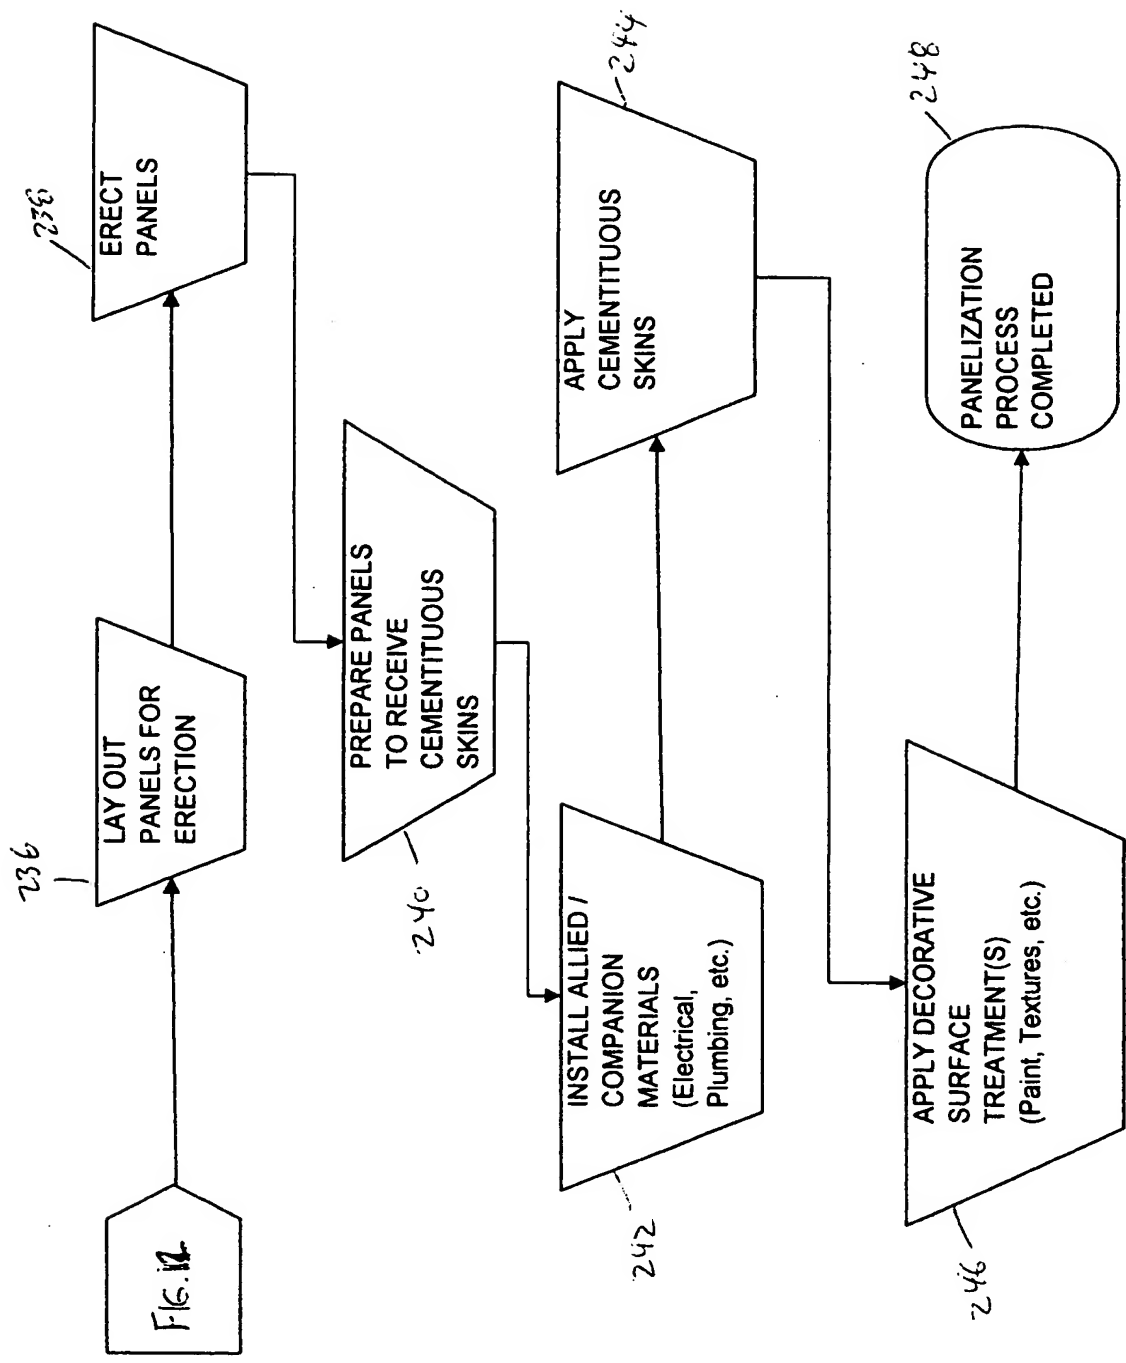 FIG. 12
236
LAY OUT
PANELS FOR
ERECTION
238
ERECT
PANELS
240
PREPARE PANELS
TO RECEIVE
CEMENTITUOUS
SKINS
242
INSTALL ALLIED /
COMPANION
MATERIALS
(Electrical,
Plumbing, etc.)
244
APPLY
CEMENTITUOUS
SKINS
246
APPLY DECORATIVE
SURFACE
TREATMENT(S)
(Paint, Textures, etc.)
248
PANELIZATION
PROCESS
COMPLETED